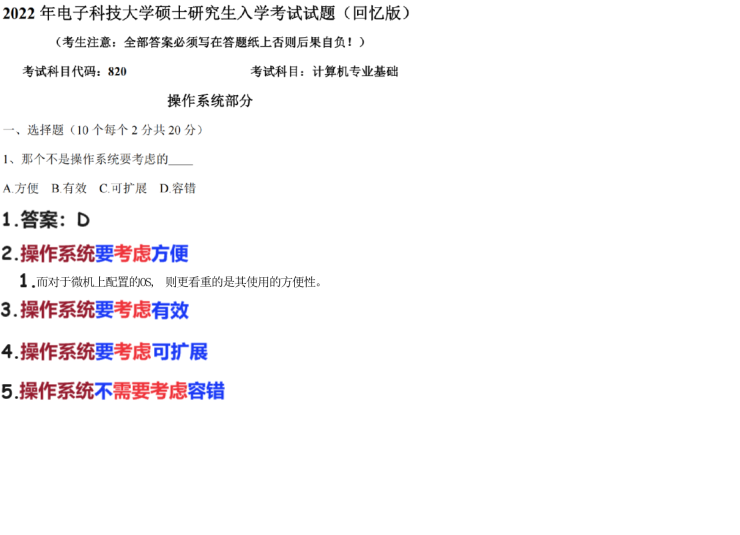 2022 年电子科技大学硕士研究生入学考试试题（回忆版）
（考生注意：全部答案必须写在答题纸上否则后果自负！）
考试科目代码：820 考试科目：计算机专业基础
操作系统部分
一、选择题（10 个每个 2 分共 20 分）
1、那个不是操作系统要考虑的____
A.方便 B.有效 C.可扩展 D.容错
1.答案：D
2.操作系统要考虑方便
1.而对于微机上配置的OS， 则更看重的是其使用的方便性。
3.操作系统要考虑有效
4.操作系统要考虑可扩展
5.操作系统不需要考虑容错